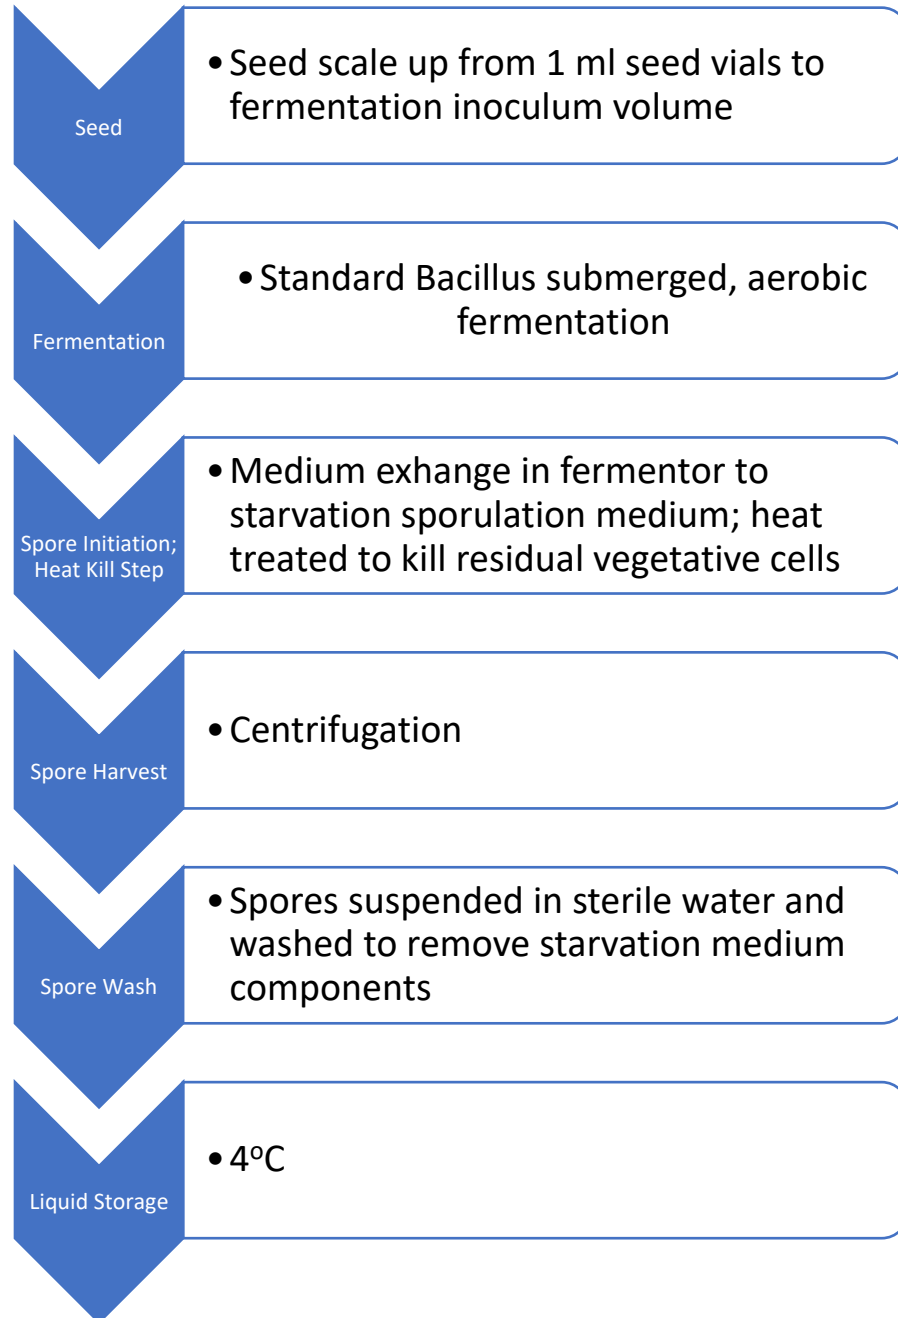 Seed
• Seed scale up from 1 ml seed vials to
fermentation inoculum volume
Fermentation
• Standard Bacillus submerged, aerobic
fermentation
Spore Initiation;
Heat Kill Step
• Medium exhange in fermentor to
starvation sporulation medium; heat
treated to kill residual vegetative cells
Spore Harvest
• Centrifugation
Spore Wash
• Spores suspended in sterile water and
washed to remove starvation medium
components
Liquid Storage
• 4°C